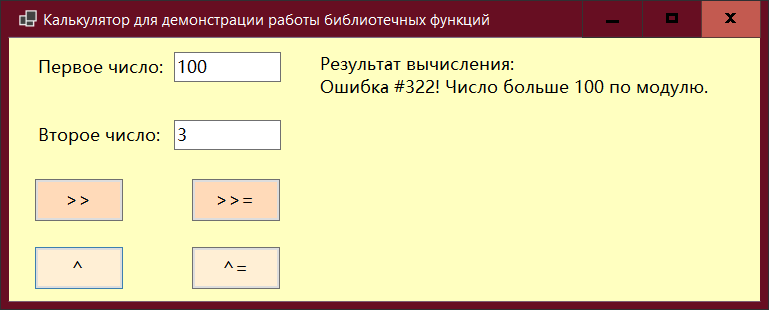 Калькулятор для демонстрации работы библиотечных функций
Первое число: 100
Результат вычисления:
Ошибка #322! Число больше 100 по модулю.
Второе число: 3
>> >>=
^ ^=